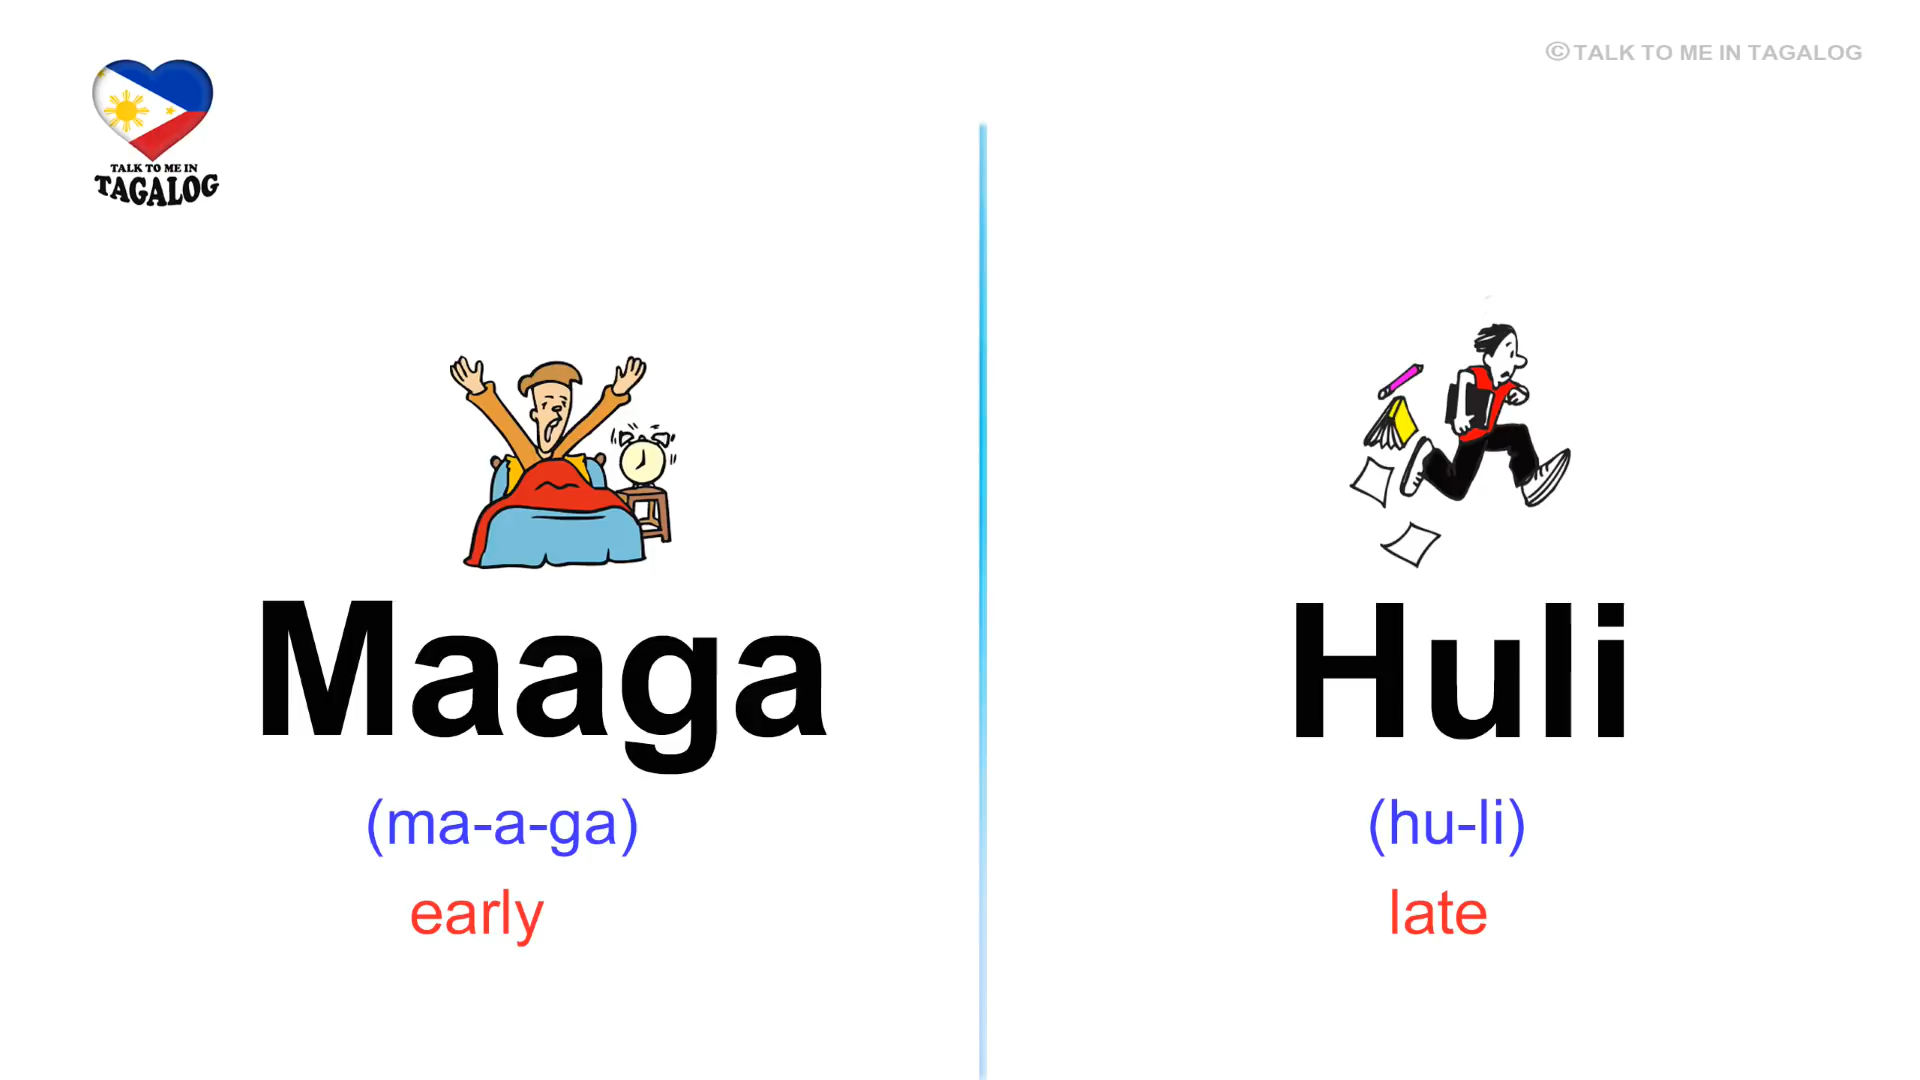 ©TALK TO ME IN TAGALOG
TALK TO ME IN
TAGALOG
Maaga
(ma-a-ga)
early
Huli
(hu-li)
late